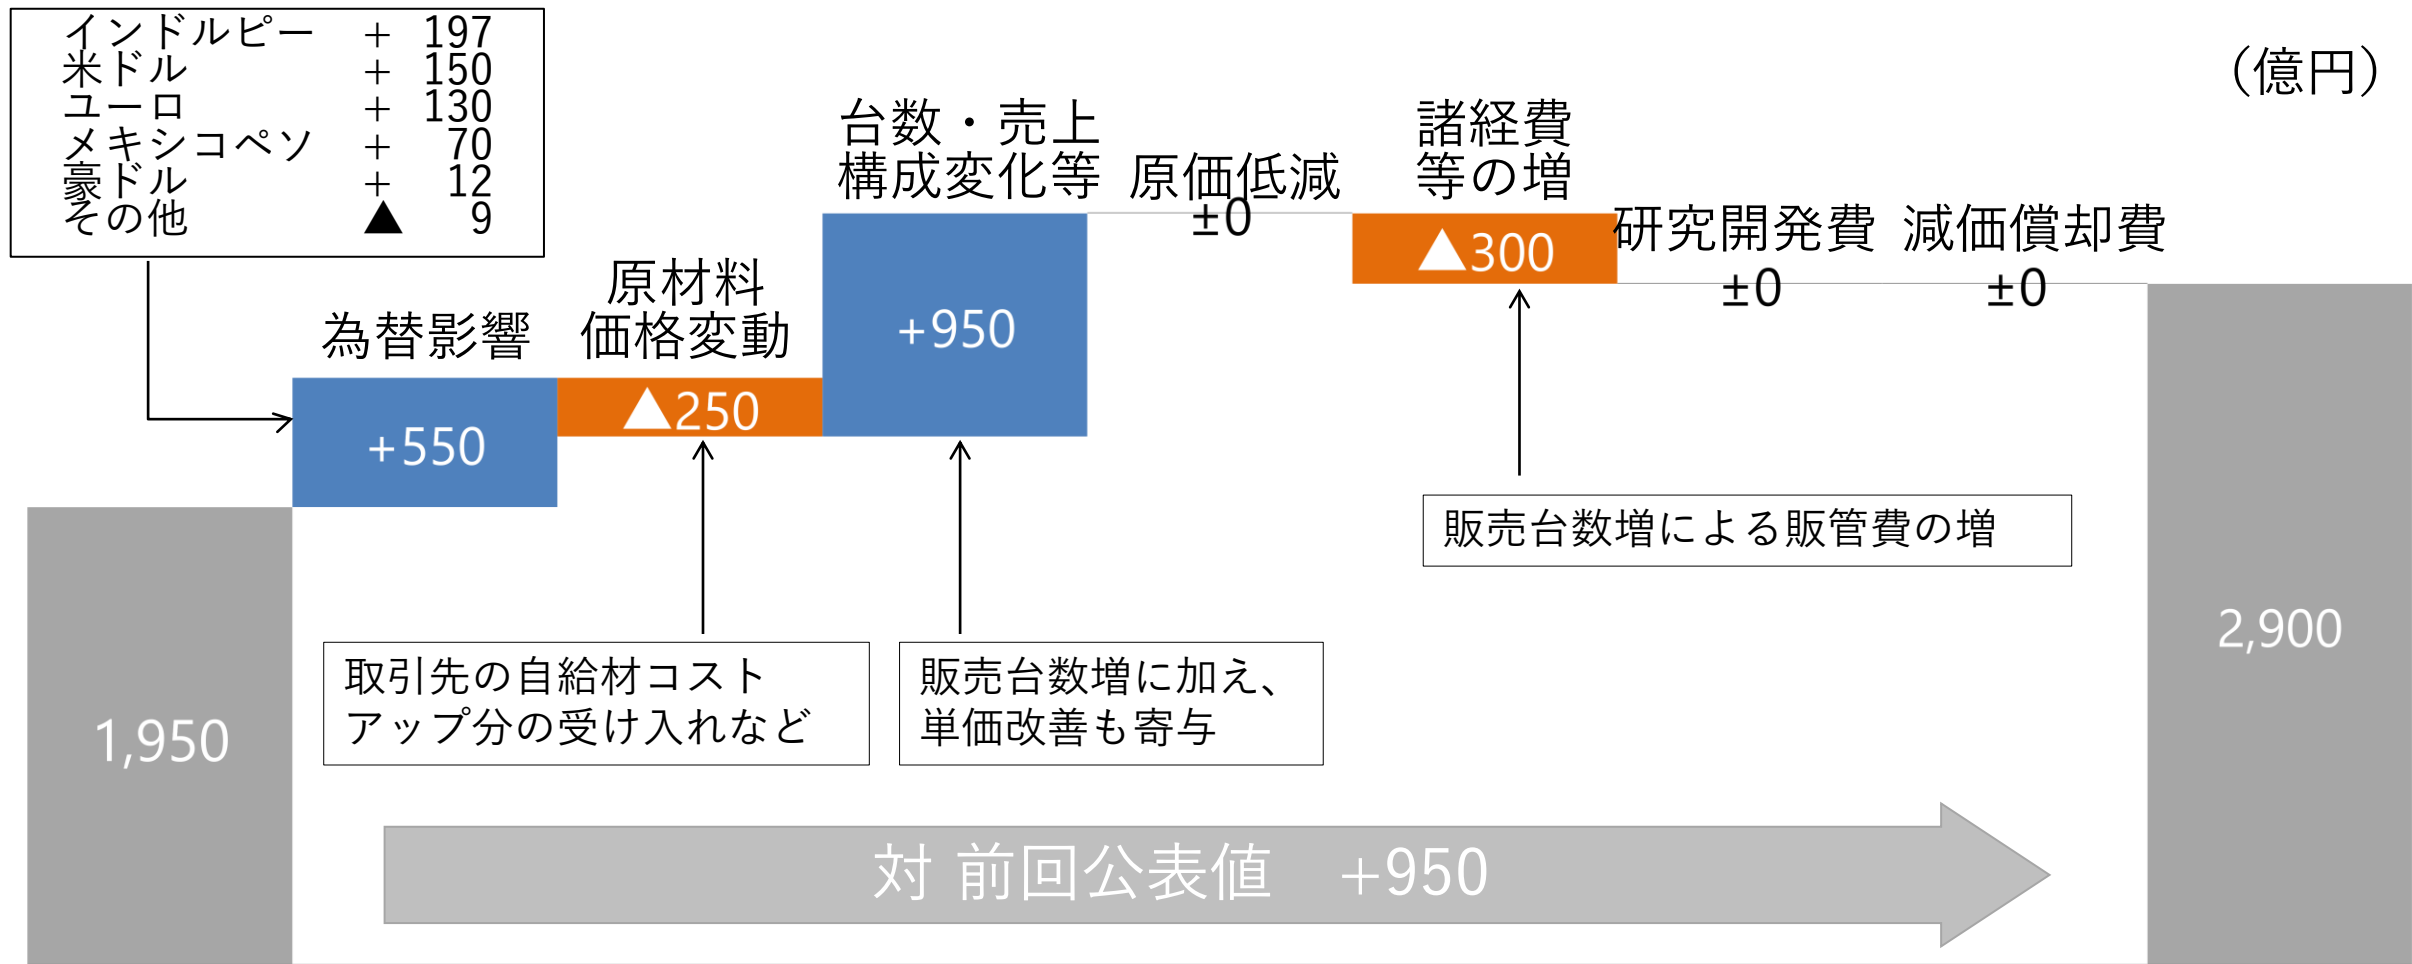 インドルピー + 197
米ドル + 150
ユーロ + 130
メキシコペソ + 70
豪ドル + 12
その他 ▲ 9
（億円）
為替影響
+550
原材料
価格変動
▲250
台数・売上
構成変化等
+950
原価低減
±0
諸経費
等の増
▲300
研究開発費
±0
減価償却費
±0
販売台数増による販管費の増
取引先の自給材コスト
アップ分の受け入れなど
販売台数増に加え、
単価改善も寄与
1,950
2,900
対 前回公表値 +950